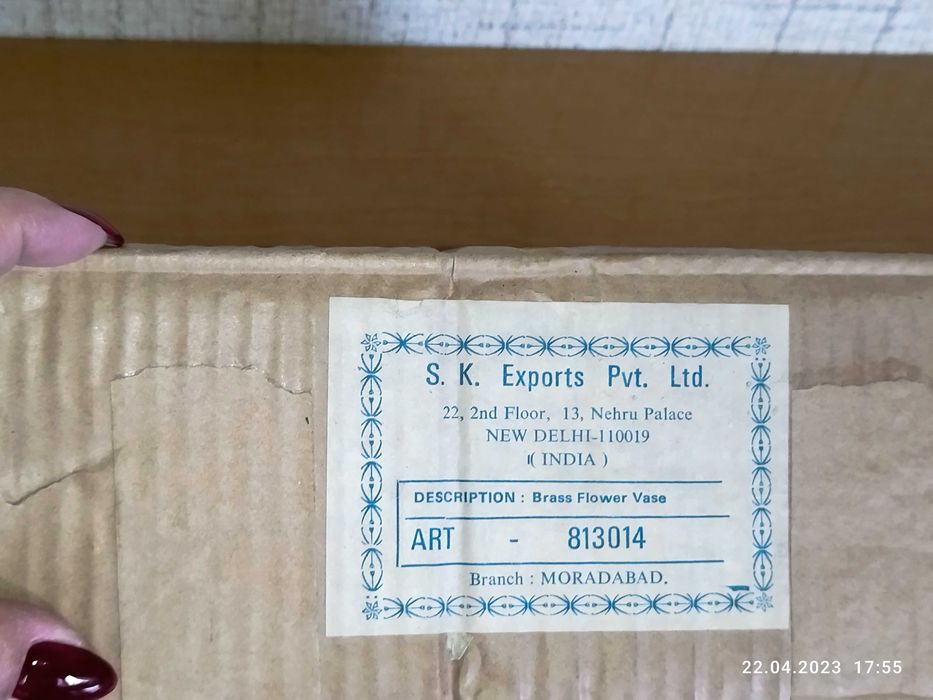 S. K. Exports Pvt. Ltd.
22, 2nd Floor, 13, Nehru Palace
NEW DELHI-110019
( INDIA )
DESCRIPTION : Brass Flower Vase
ART - 813014
Branch : MORADABAD.
22.04.2023 17:55